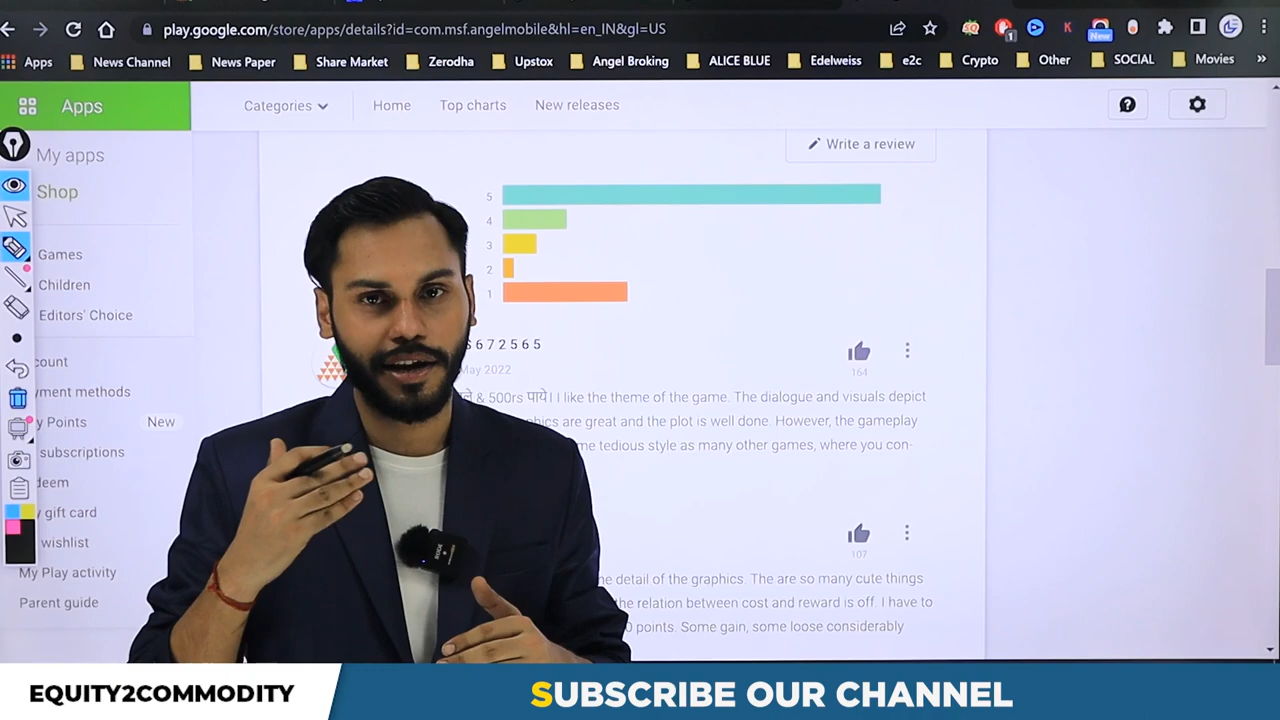 play.google.com/store/apps/details?id=com.msf.angelmobile&hl=en_IN&gl=US
1
New
Apps News Channel News Paper Share Market Zerodha Upstox Angel Broking ALICE BLUE Edelweiss e2c Crypto Other SOCIAL Movies »
Apps Categories Home Top charts New releases
My apps
Write a review
Shop
5
4
3
2
1
Games
Children
Editors' Choice
672565
May 2022
164
ount
yment methods
& 500rs पाये। I like the theme of the game. The dialogue and visuals depict
y Points New
phics are great and the plot is well done. However, the gameplay
subscriptions
me tedious style as many other games, where you con-
deem
y gift card
wishlist
107
My Play activity
he detail of the graphics. The are so many cute things
Parent guide
the relation between cost and reward is off. I have to
0 points. Some gain, some loose considerably
EQUITY2COMMODITY
SUBSCRIBE OUR CHANNEL